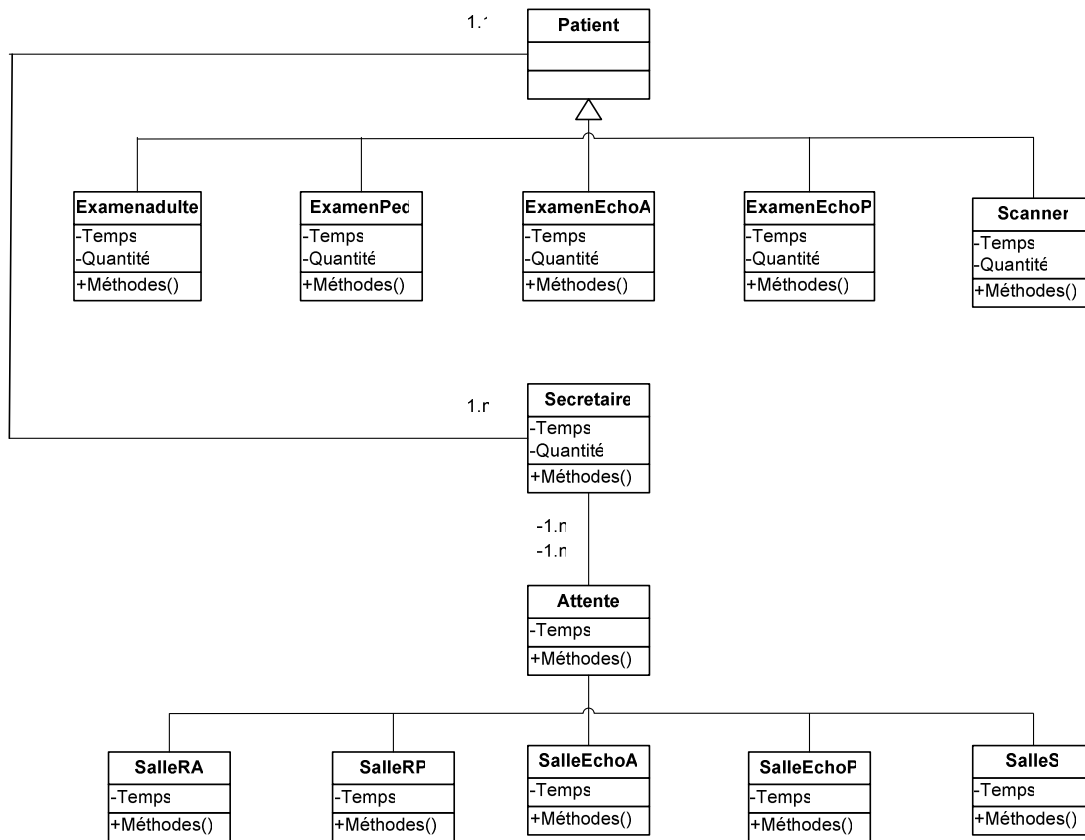 1.1
Patient
Examenadulte
-Temps
-Quantité
+Méthodes()
ExamenPed
-Temps
-Quantité
+Méthodes()
ExamenEchoA
-Temps
-Quantité
+Méthodes()
ExamenEchoP
-Temps
-Quantité
+Méthodes()
Scanner
-Temps
-Quantité
+Méthodes()
1.n
Secretaire
-Temps
-Quantité
+Méthodes()
-1.n
-1.n
Attente
-Temps
+Méthodes()
SalleRA
-Temps
+Méthodes()
SalleRP
-Temps
+Méthodes()
SalleEchoA
-Temps
+Méthodes()
SalleEchoP
-Temps
+Méthodes()
SalleS
-Temps
+Méthodes()